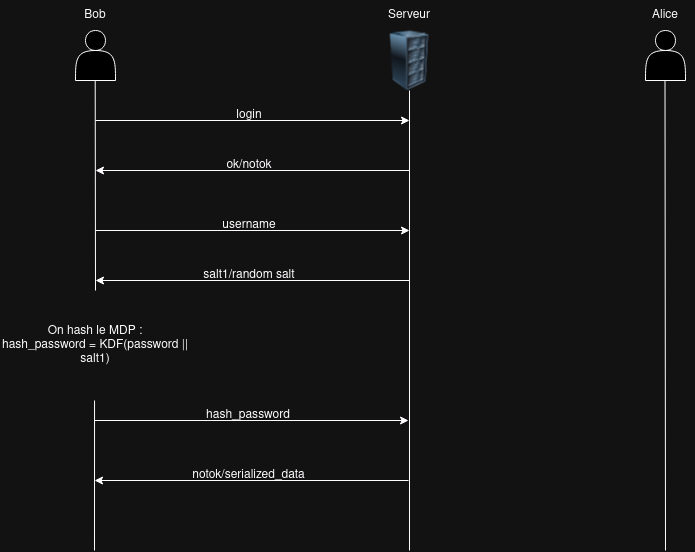 Bob
Serveur
Alice
login
ok/notok
username
salt1/random salt
On hash le MDP :
hash_password = KDF(password ||
salt1)
hash_password
notok/serialized_data